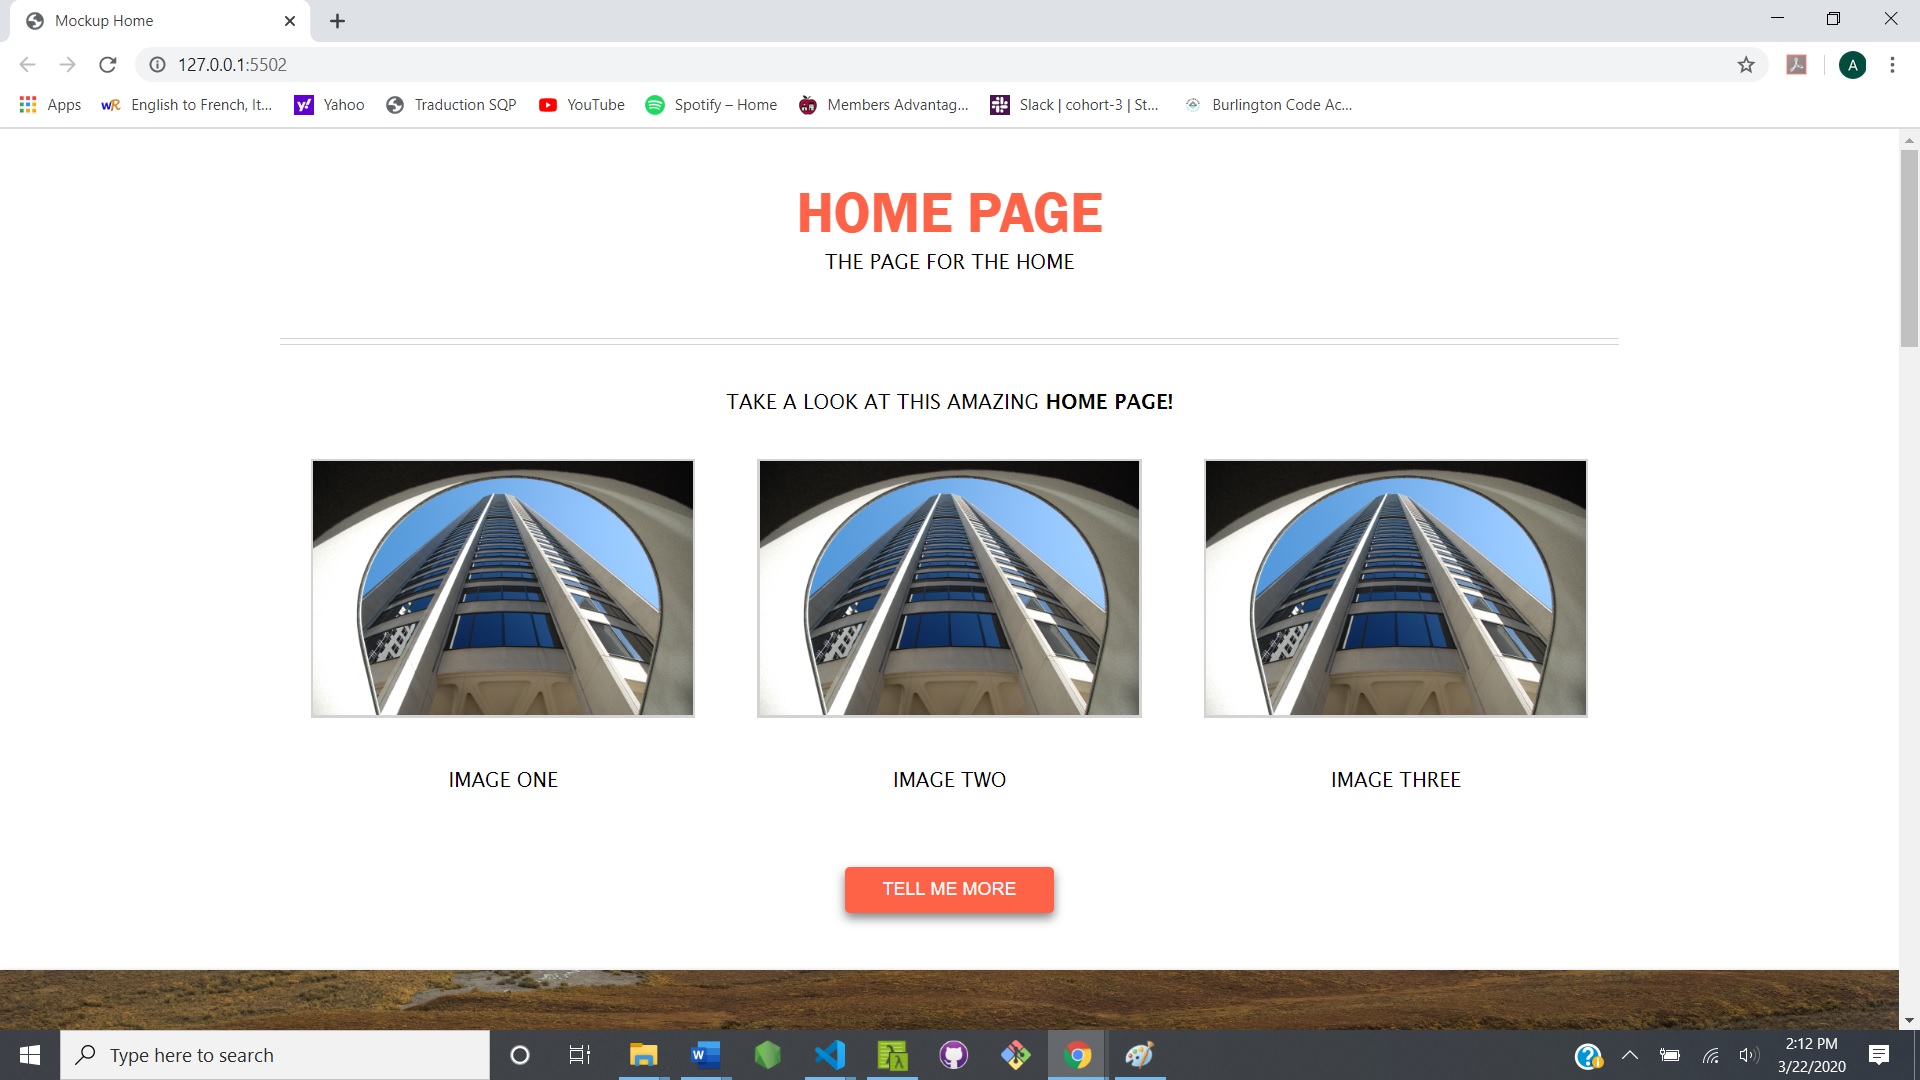 Mockup Home
127.0.0.1:5502
A
Apps
WR English to French, It...
y! Yahoo
Traduction SQP
YouTube
Spotify – Home
Members Advantag...
Slack | cohort-3 | St...
Burlington Code Ac...
HOME PAGE
THE PAGE FOR THE HOME
TAKE A LOOK AT THIS AMAZING HOME PAGE!
IMAGE ONE
IMAGE TWO
IMAGE THREE
TELL ME MORE
Type here to search
2:12 PM
3/22/2020